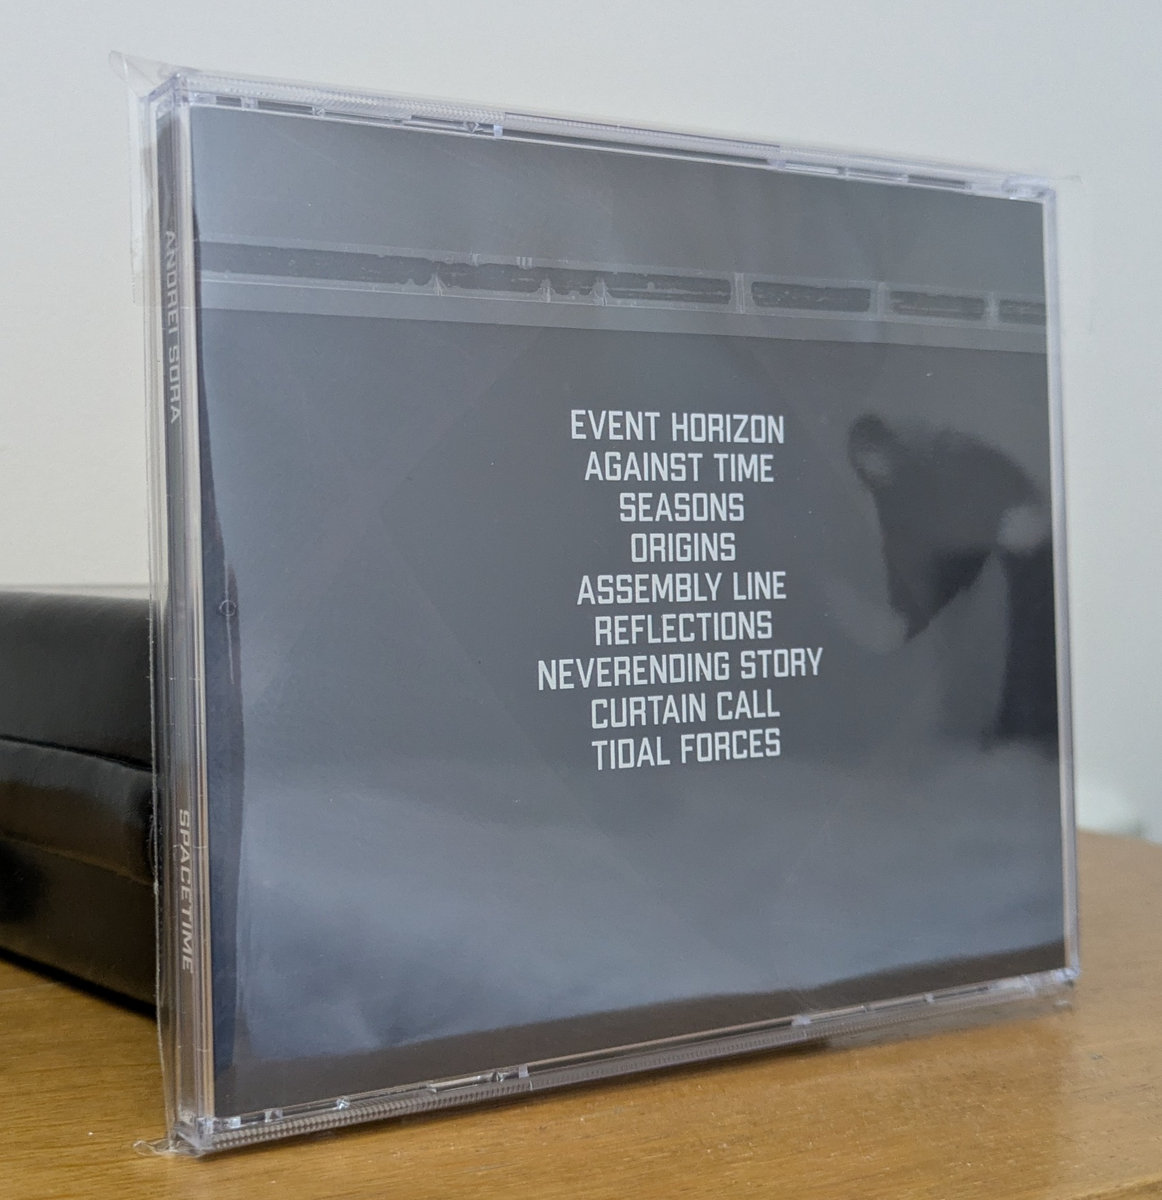 ANDREI SORA
SPACETIME
EVENT HORIZON
AGAINST TIME
SEASONS
ORIGINS
ASSEMBLY LINE
REFLECTIONS
NEVERENDING STORY
CURTAIN CALL
TIDAL FORCES